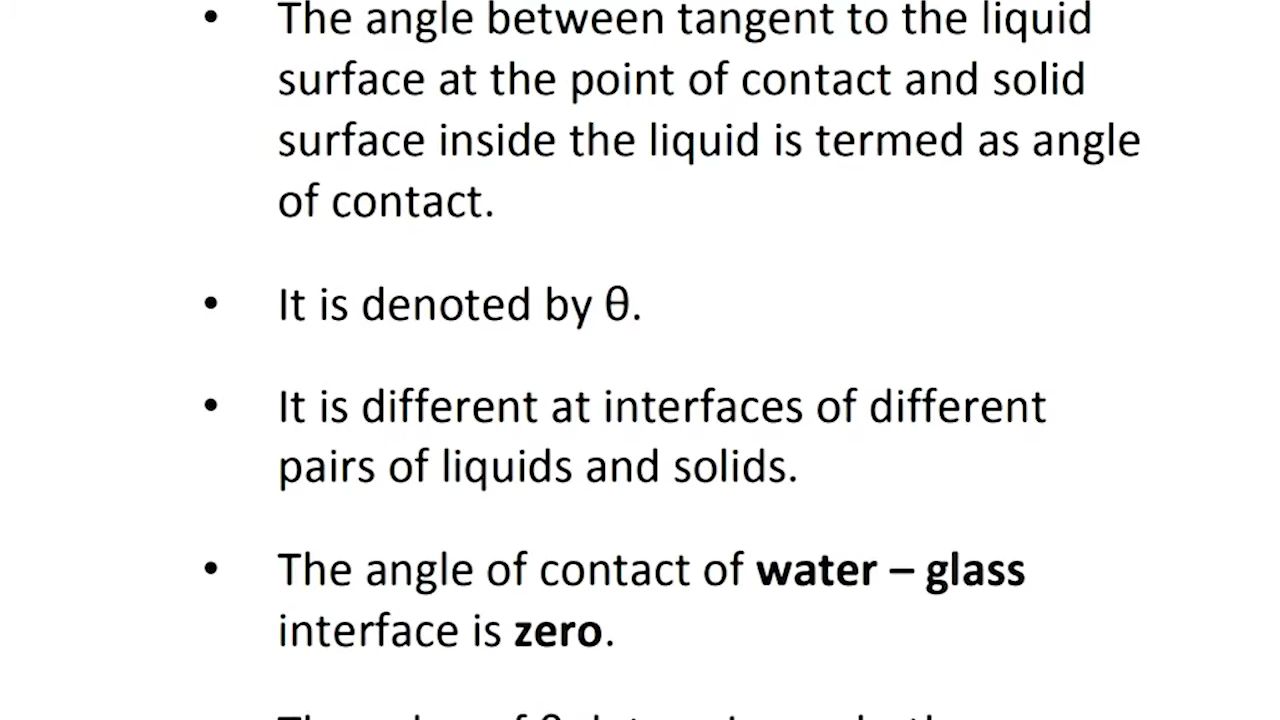 • The angle between tangent to the liquid
surface at the point of contact and solid
surface inside the liquid is termed as angle
of contact.
• It is denoted by θ.
• It is different at interfaces of different
pairs of liquids and solids.
• The angle of contact of water – glass
interface is zero.